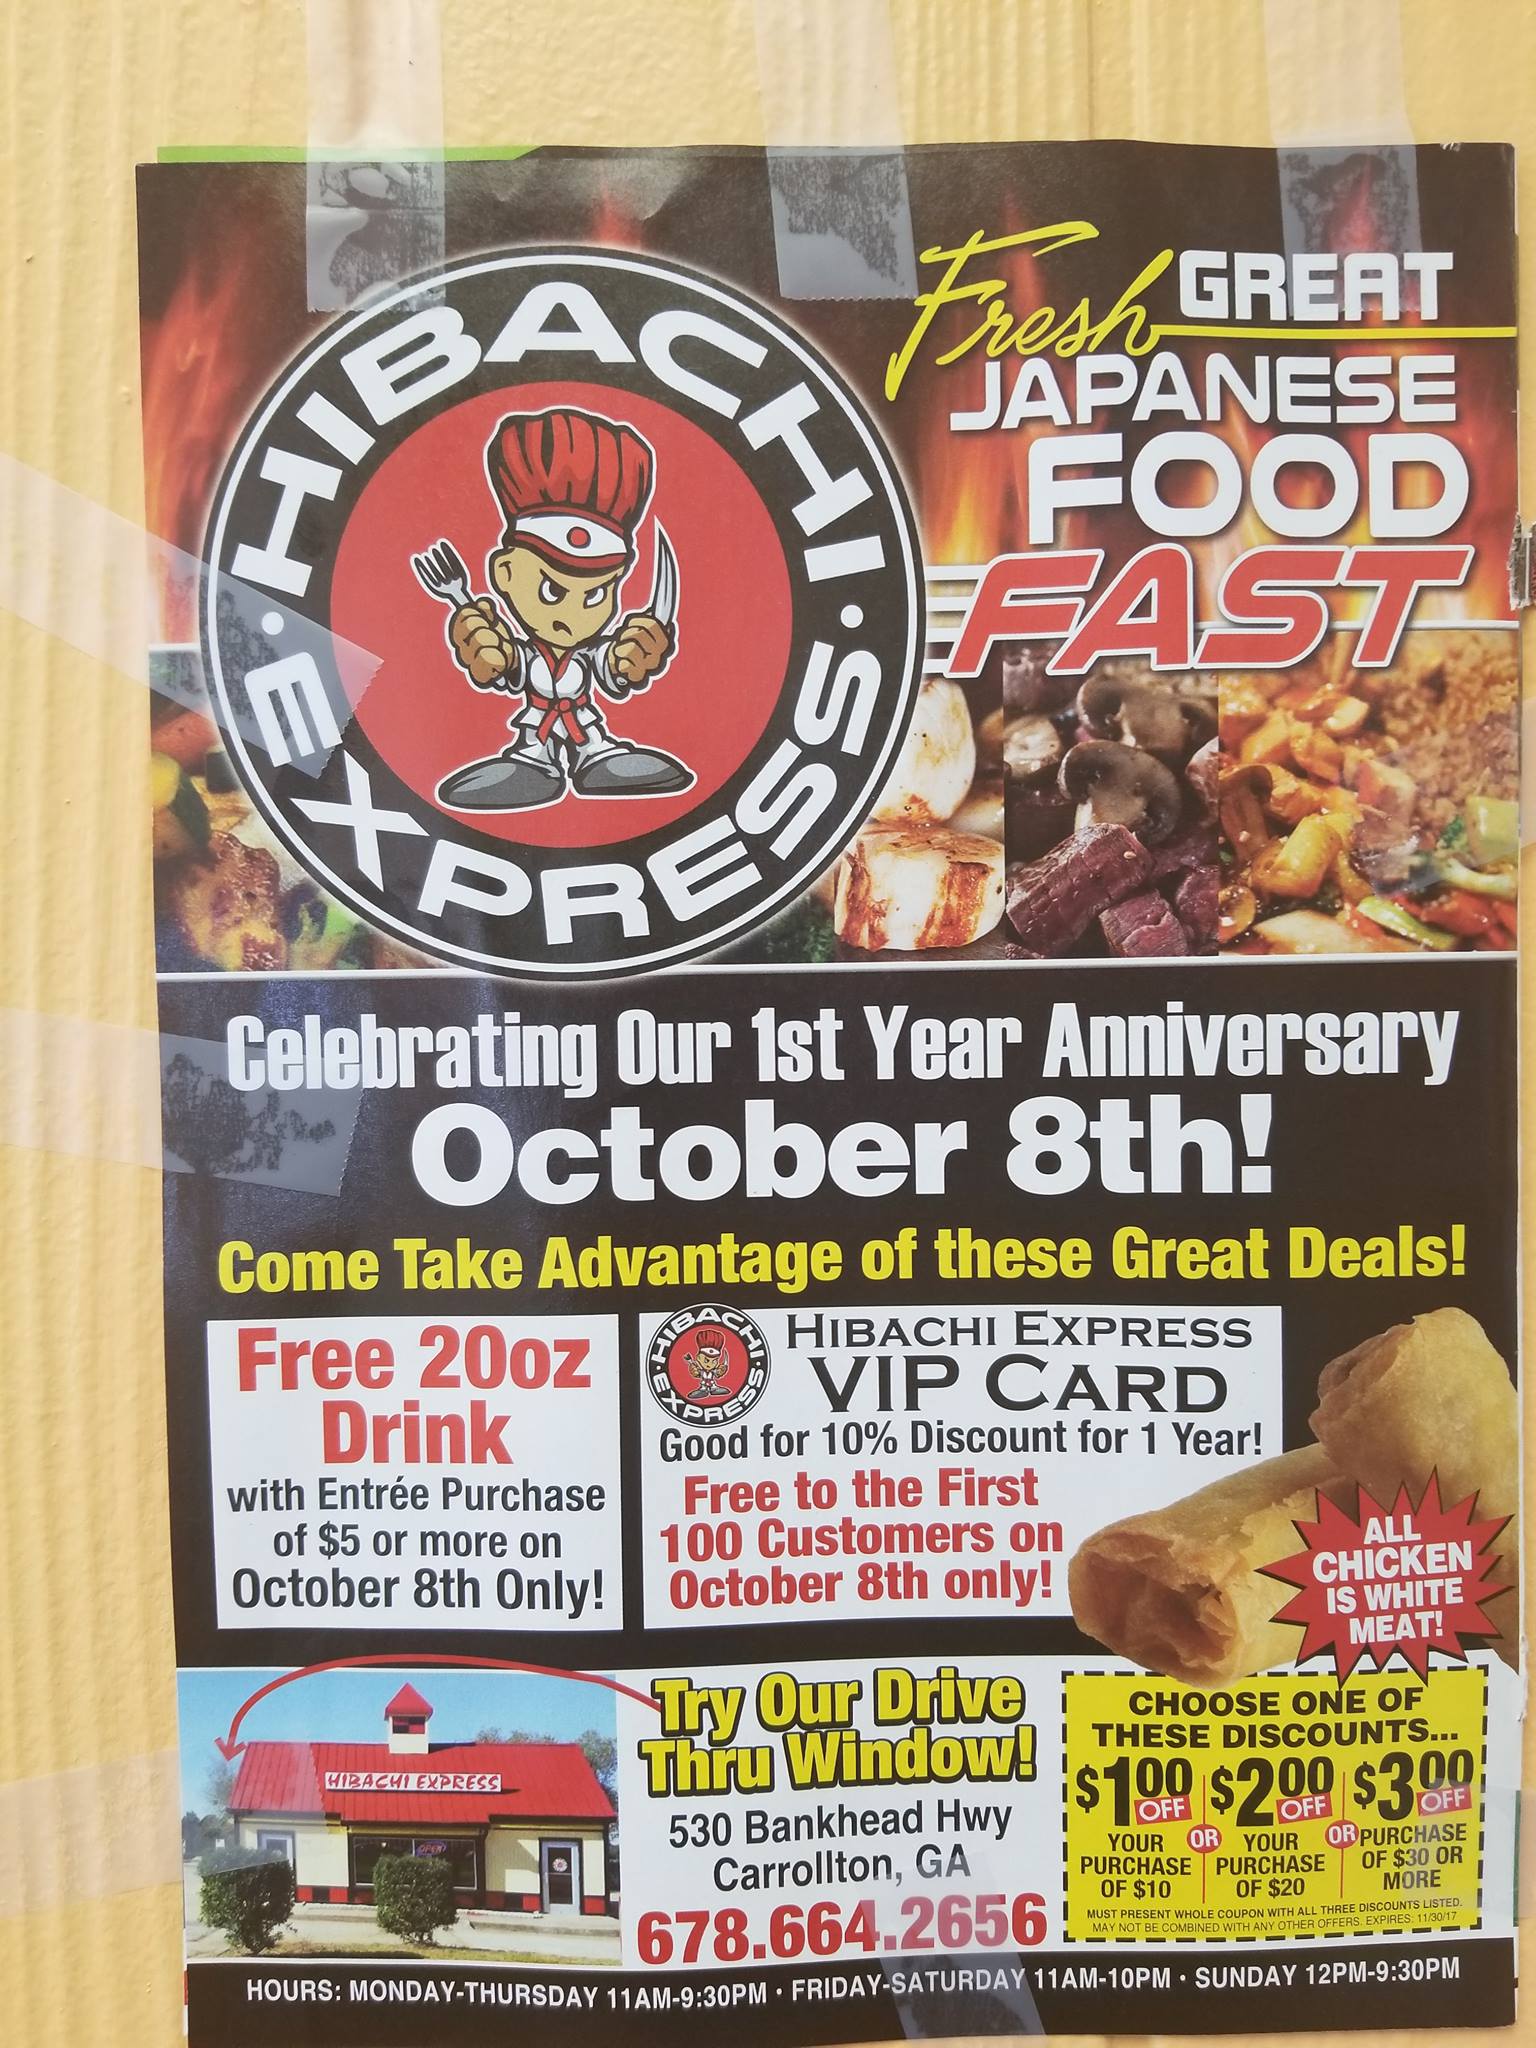 HIBACHI
EXPRESS
Fresh GREAT
JAPANESE
FOOD
FAST
Celebrating Our 1st Year Anniversary
October 8th!
Come Take Advantage of these Great Deals!
Free 20oz
Drink
with Entrée Purchase
of $5 or more on
October 8th Only!
HIBACHI
EXPRESS
HIBACHI EXPRESS
VIP CARD
Good for 10% Discount for 1 Year!
Free to the First
100 Customers on
October 8th only!
ALL
CHICKEN
IS WHITE
MEAT!
HIBACHI EXPRESS
OPEN
Try Our Drive
Thru Window!
530 Bankhead Hwy
Carrollton, GA
678.664.2656
CHOOSE ONE OF
THESE DISCOUNTS...
$1.00 OFF
YOUR
PURCHASE
OF $10
OR
$2.00 OFF
YOUR
PURCHASE
OF $20
OR
$3.00 OFF
PURCHASE
OF $30 OR
MORE
MUST PRESENT WHOLE COUPON WITH ALL THREE DISCOUNTS LISTED.
MAY NOT BE COMBINED WITH ANY OTHER OFFERS. EXPIRES: 11/30/17
HOURS: MONDAY-THURSDAY 11AM-9:30PM • FRIDAY-SATURDAY 11AM-10PM • SUNDAY 12PM-9:30PM